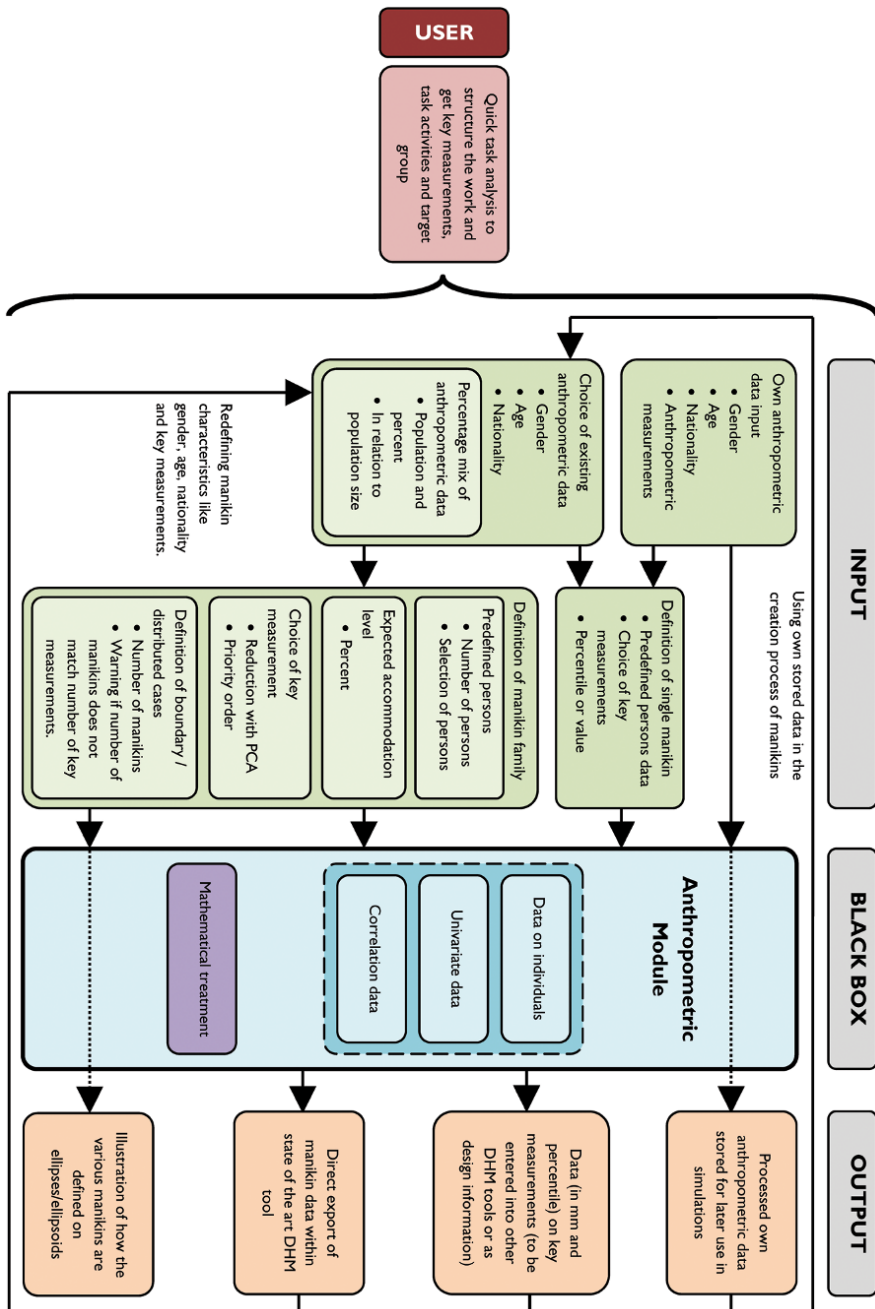 USER
Quick task analysis to
structure the work and
get key measurements,
task activities and target
group
INPUT
BLACK BOX
OUTPUT
Using own stored data in the
creation process of manikins
Own anthropometric
data input
• Gender
• Age
• Nationality
• Anthropometric
measurements
Choice of existing
anthropometric data
• Gender
• Age
• Nationality
Percentage mix of
anthropometric data
• Population and
percent
• In relation to
population size
Redefining manikin
characteristics like
gender, age, nationality
and key measurements.
Definition of single manikin
• Predefined persons data
• Choice of key
measurements
• Percentile or value
Definition of manikin family
Predefined persons
• Number of persons
• Selection of persons
Expected accommodation
level
• Percent
Choice of key
measurement
• Reduction with PCA
• Priority order
Definition of boundary /
distributed cases
• Number of manikins
• Warning if number of
manikins does not
match number of key
measurements.
Anthropometric
Module
Data on individuals
Univariate data
Correlation data
Mathematical treatment
Processed own
anthropometric data
stored for later use in
simulations
Data (in mm and
percentile) on key
measurements (to be
entered into other
DHM tools or as
design information)
Direct export of
manikin data within
state of the art DHM
tool
Illustration of how the
various manikins are
defined on
ellipses/ellipsoids